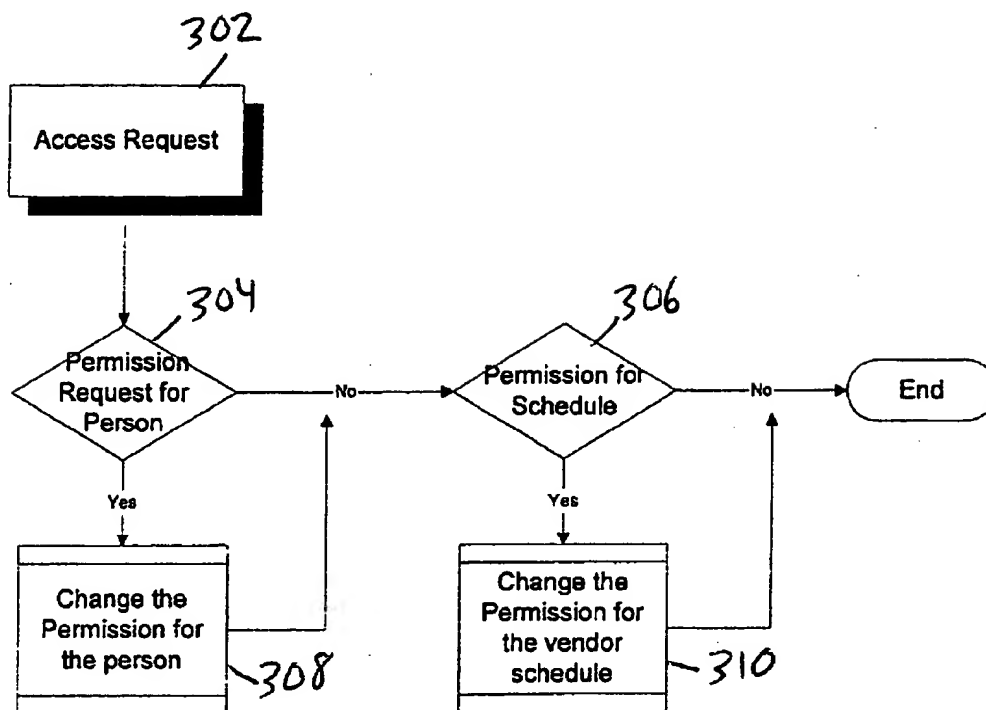 302
Access Request
304
Permission
Request for
Person
No
306
Permission for
Schedule
No
End
Yes
Yes
Change the
Permission for
the person
308
Change the
Permission for
the vendor
schedule
310